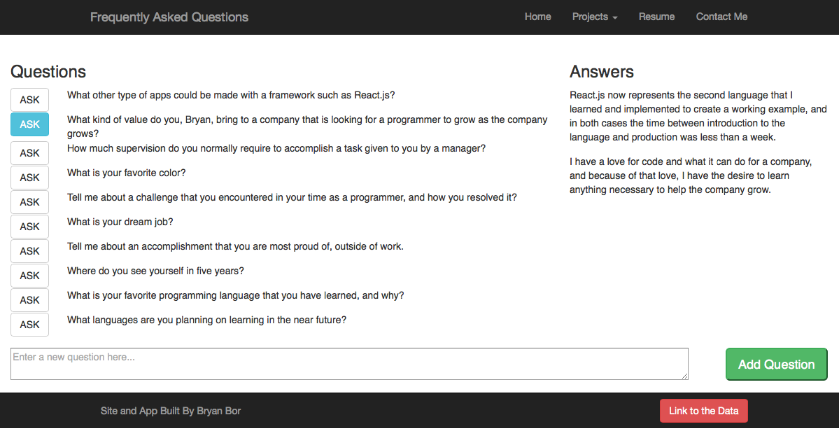 Frequently Asked Questions Home Projects Resume Contact Me
Questions
ASK What other type of apps could be made with a framework such as React.js?
ASK What kind of value do you, Bryan, bring to a company that is looking for a programmer to grow as the company
grows?
ASK How much supervision do you normally require to accomplish a task given to you by a manager?
ASK What is your favorite color?
ASK Tell me about a challenge that you encountered in your time as a programmer, and how you resolved it?
ASK What is your dream job?
ASK Tell me about an accomplishment that you are most proud of, outside of work.
ASK Where do you see yourself in five years?
ASK What is your favorite programming language that you have learned, and why?
ASK What languages are you planning on learning in the near future?
Answers
React.js now represents the second language that I
learned and implemented to create a working example, and
in both cases the time between introduction to the
language and production was less than a week.
I have a love for code and what it can do for a company,
and because of that love, I have the desire to learn
anything necessary to help the company grow.
Enter a new question here...
Add Question
Site and App Built By Bryan Bor
Link to the Data